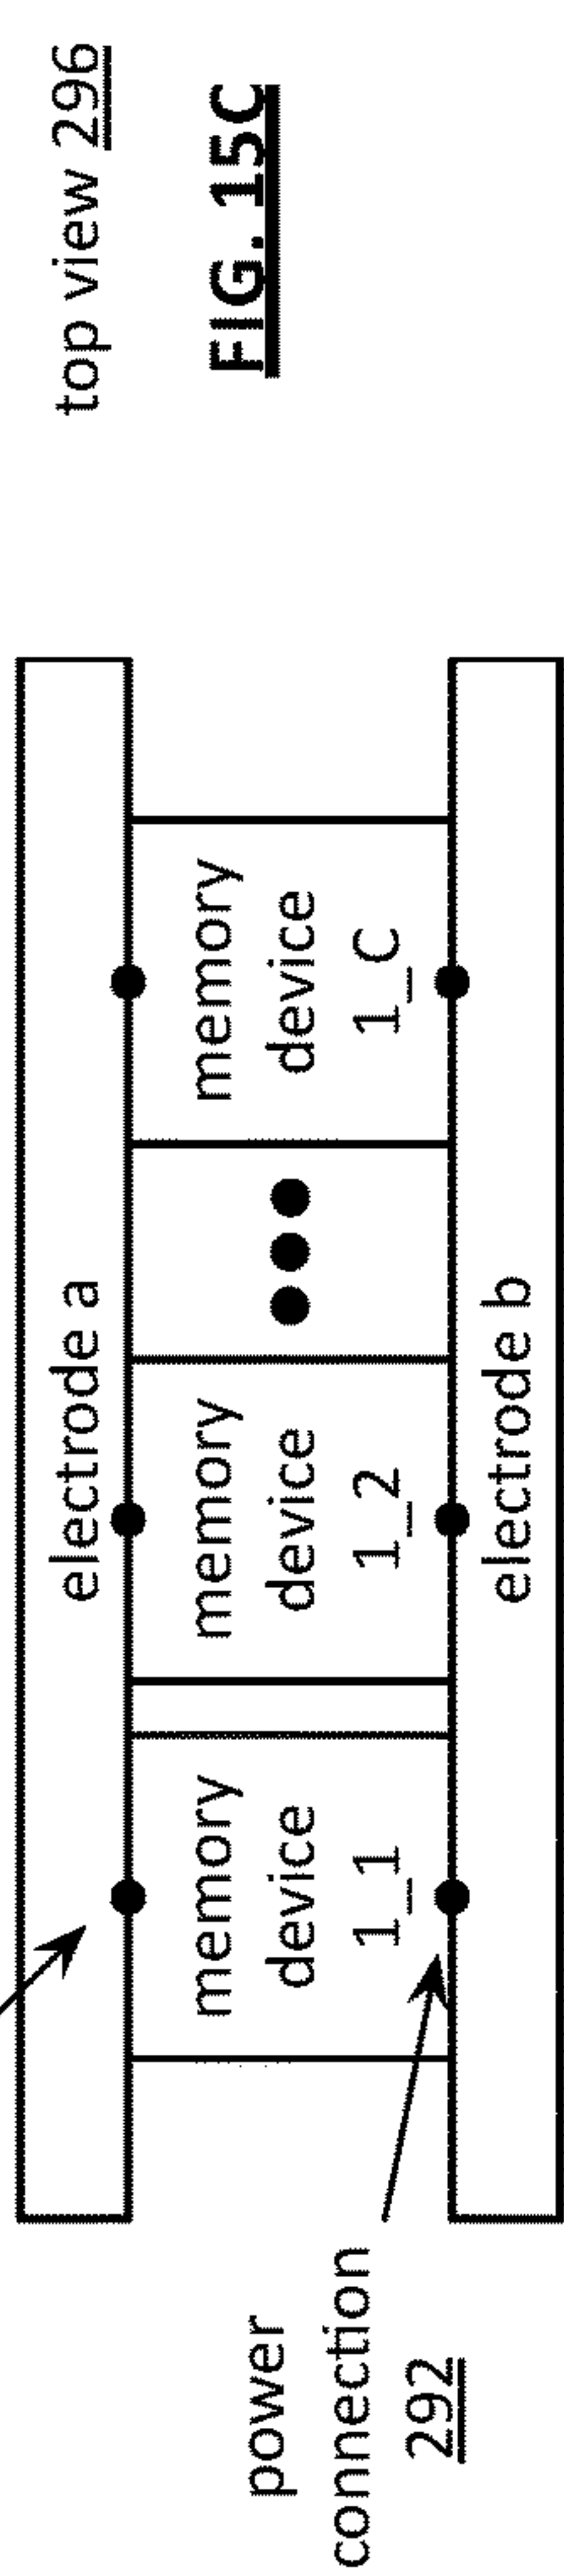 electrode a
memory
device
1_1
memory
device
1_2
memory
device
1_C
electrode b
power
connection
292
top view 296
FIG. 15C